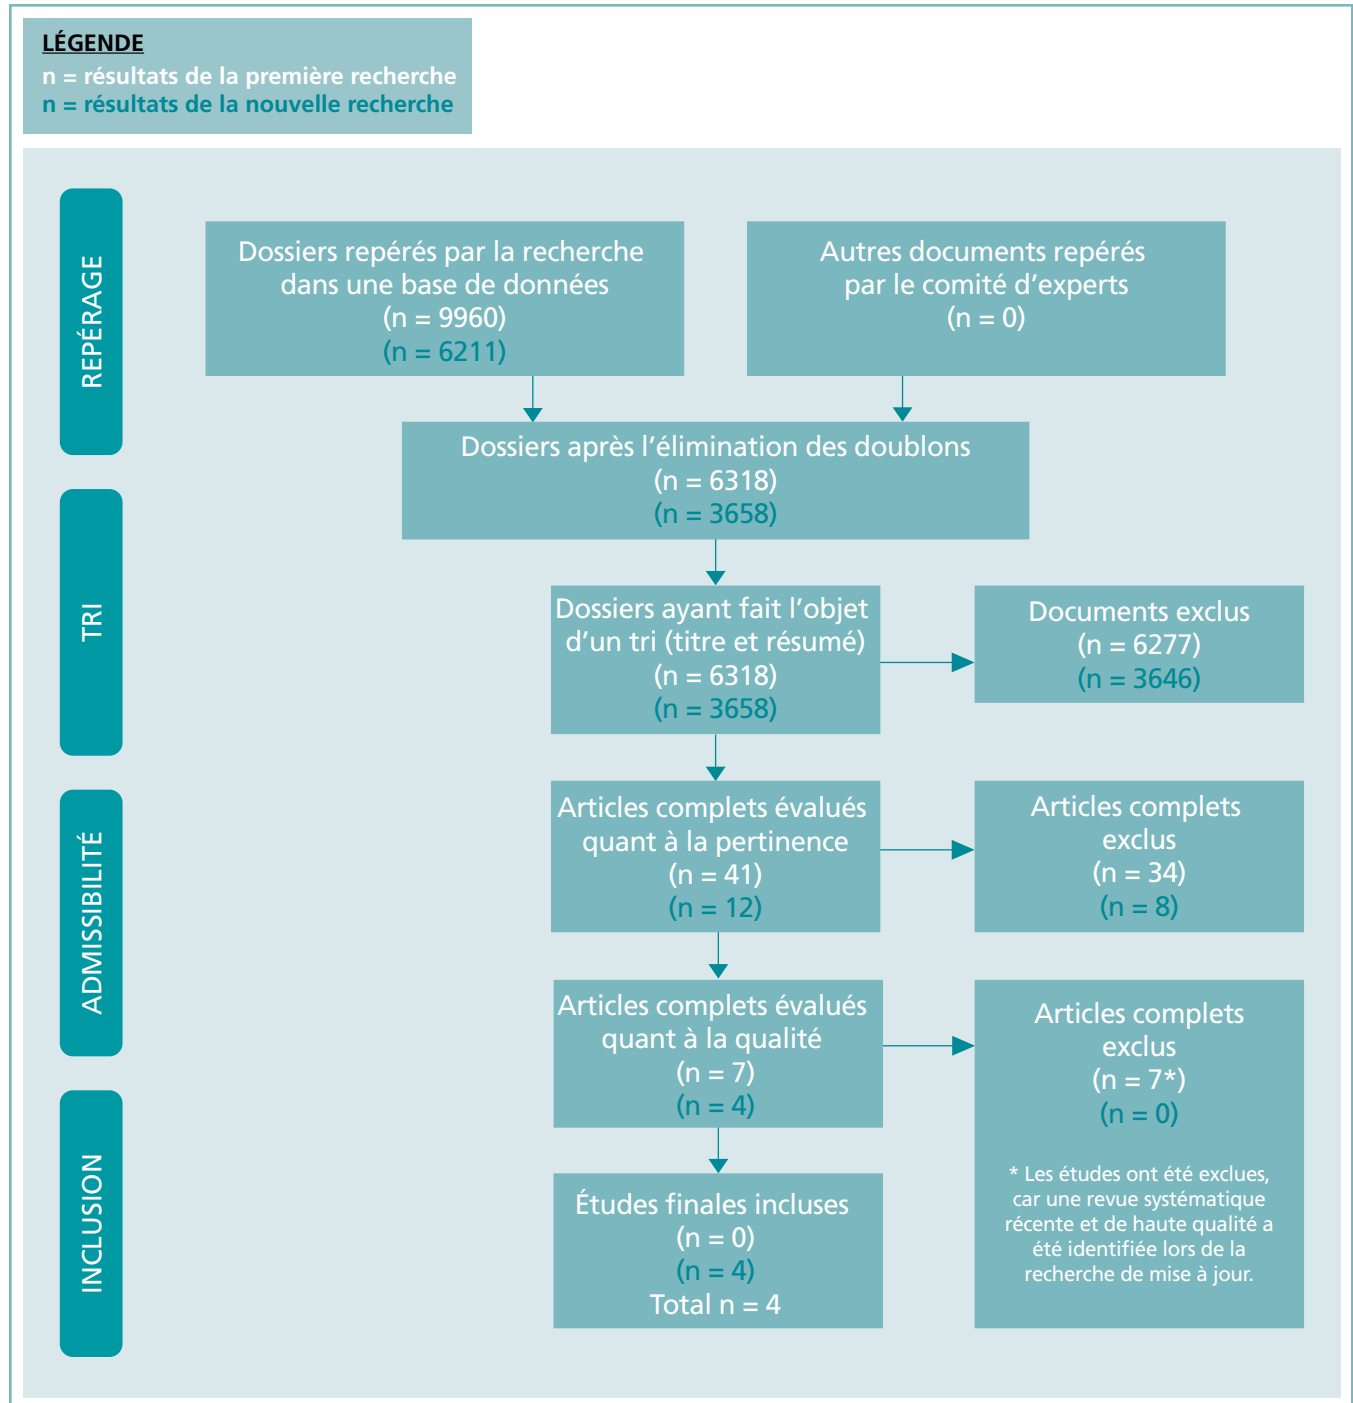 LÉGENDE
n = résultats de la première recherche
n = résultats de la nouvelle recherche
REPÉRAGE
Dossiers repérés par la recherche
dans une base de données
(n = 9960)
(n = 6211)
Autres documents repérés
par le comité d’experts
(n = 0)
Dossiers après l’élimination des doublons
(n = 6318)
(n = 3658)
TRI
Dossiers ayant fait l’objet
d’un tri (titre et résumé)
(n = 6318)
(n = 3658)
Documents exclus
(n = 6277)
(n = 3646)
ADMISSIBILITÉ
Articles complets évalués
quant à la pertinence
(n = 41)
(n = 12)
Articles complets
exclus
(n = 34)
(n = 8)
Articles complets évalués
quant à la qualité
(n = 7)
(n = 4)
Articles complets
exclus
(n = 7*)
(n = 0)
* Les études ont été exclues,
car une revue systématique
récente et de haute qualité a
été identifiée lors de la
recherche de mise à jour.
INCLUSION
Études finales incluses
(n = 0)
(n = 4)
Total n = 4